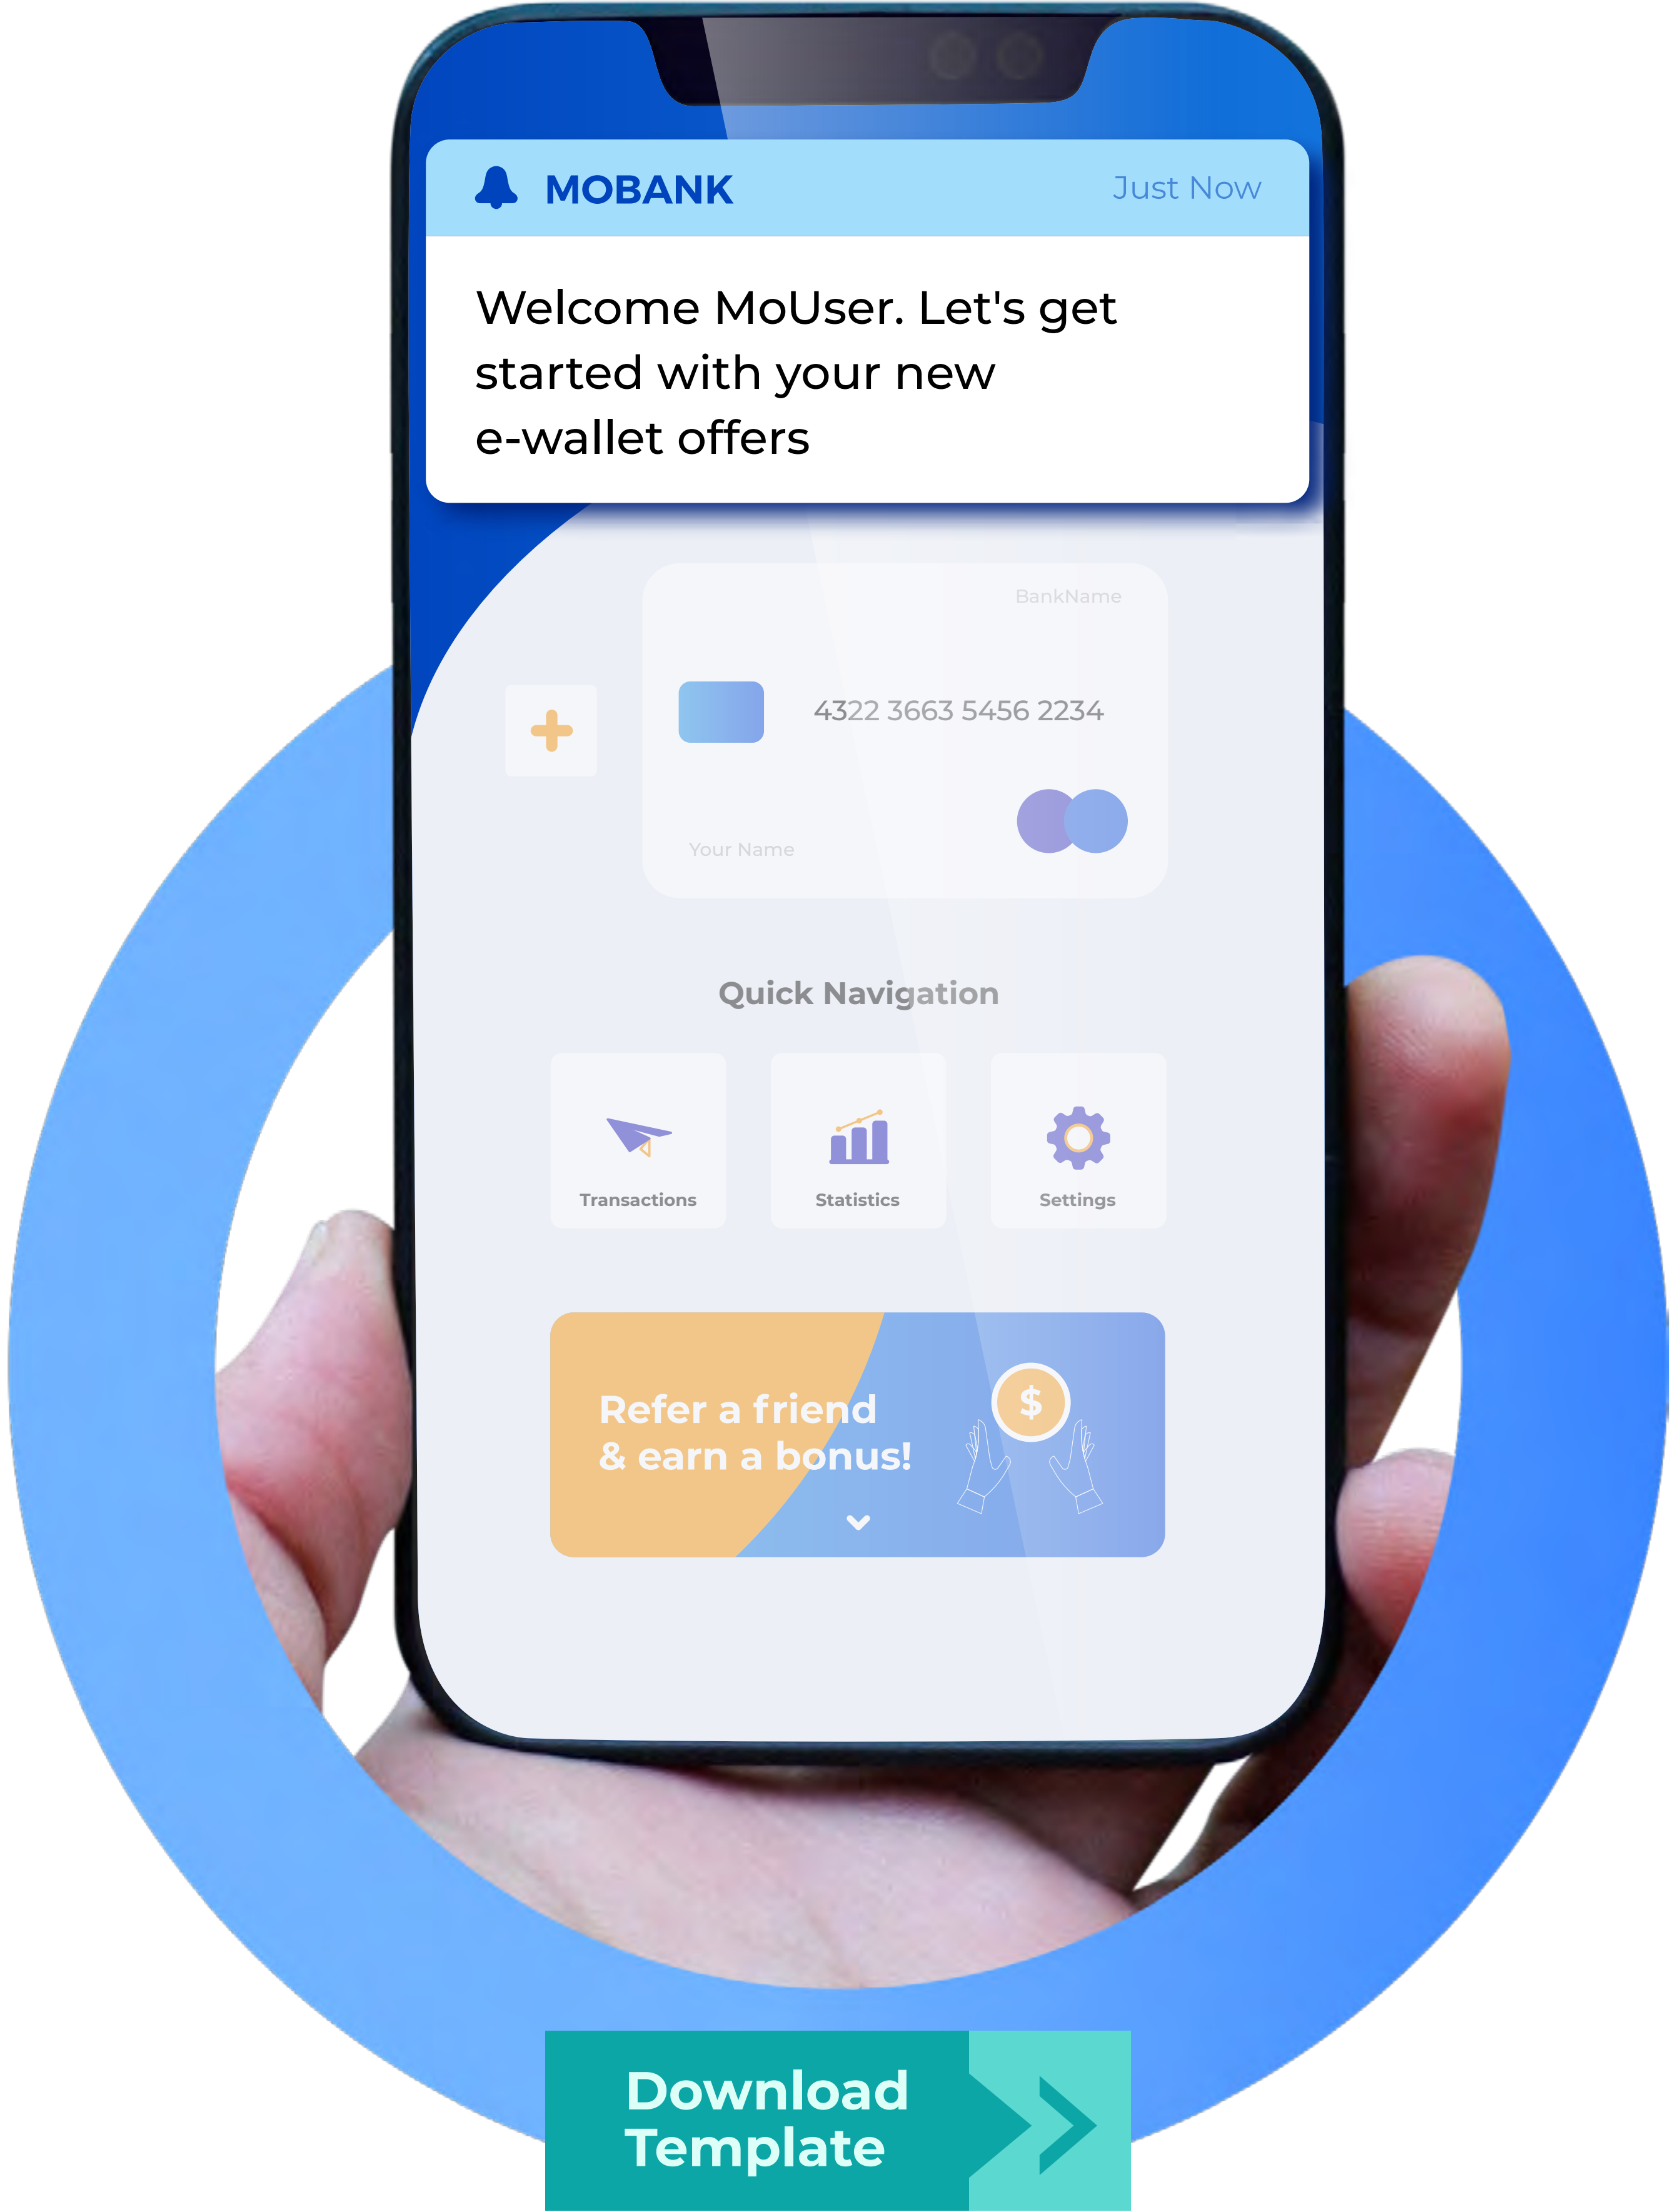 MOBANK
Just Now
Welcome MoUser. Let's get
started with your new
e-wallet offers
BankName
4322 3663 5456 2234
Your Name
Quick Navigation
Transactions
Statistics
Settings
Refer a friend
& earn a bonus!
$
Download
Template